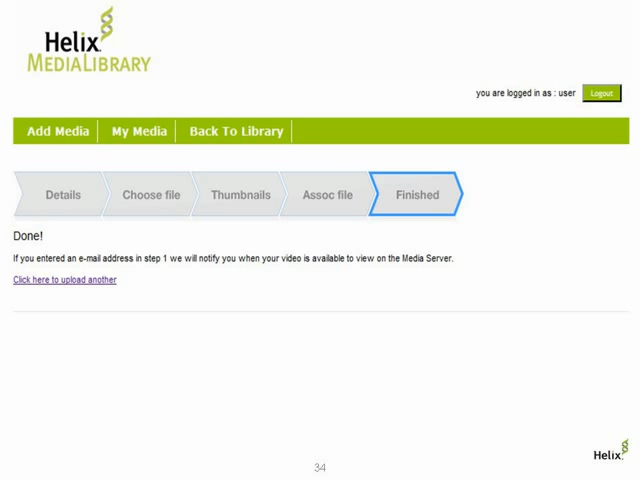 Helix
MEDIALIBRARY
you are logged in as : user
Logout
Add Media
My Media
Back To Library
Details
Choose file
Thumbnails
Assoc file
Finished
Done!
If you entered an e-mail address in step 1 we will notify you when your video is available to view on the Media Server.
Click here to upload another
Helix
34